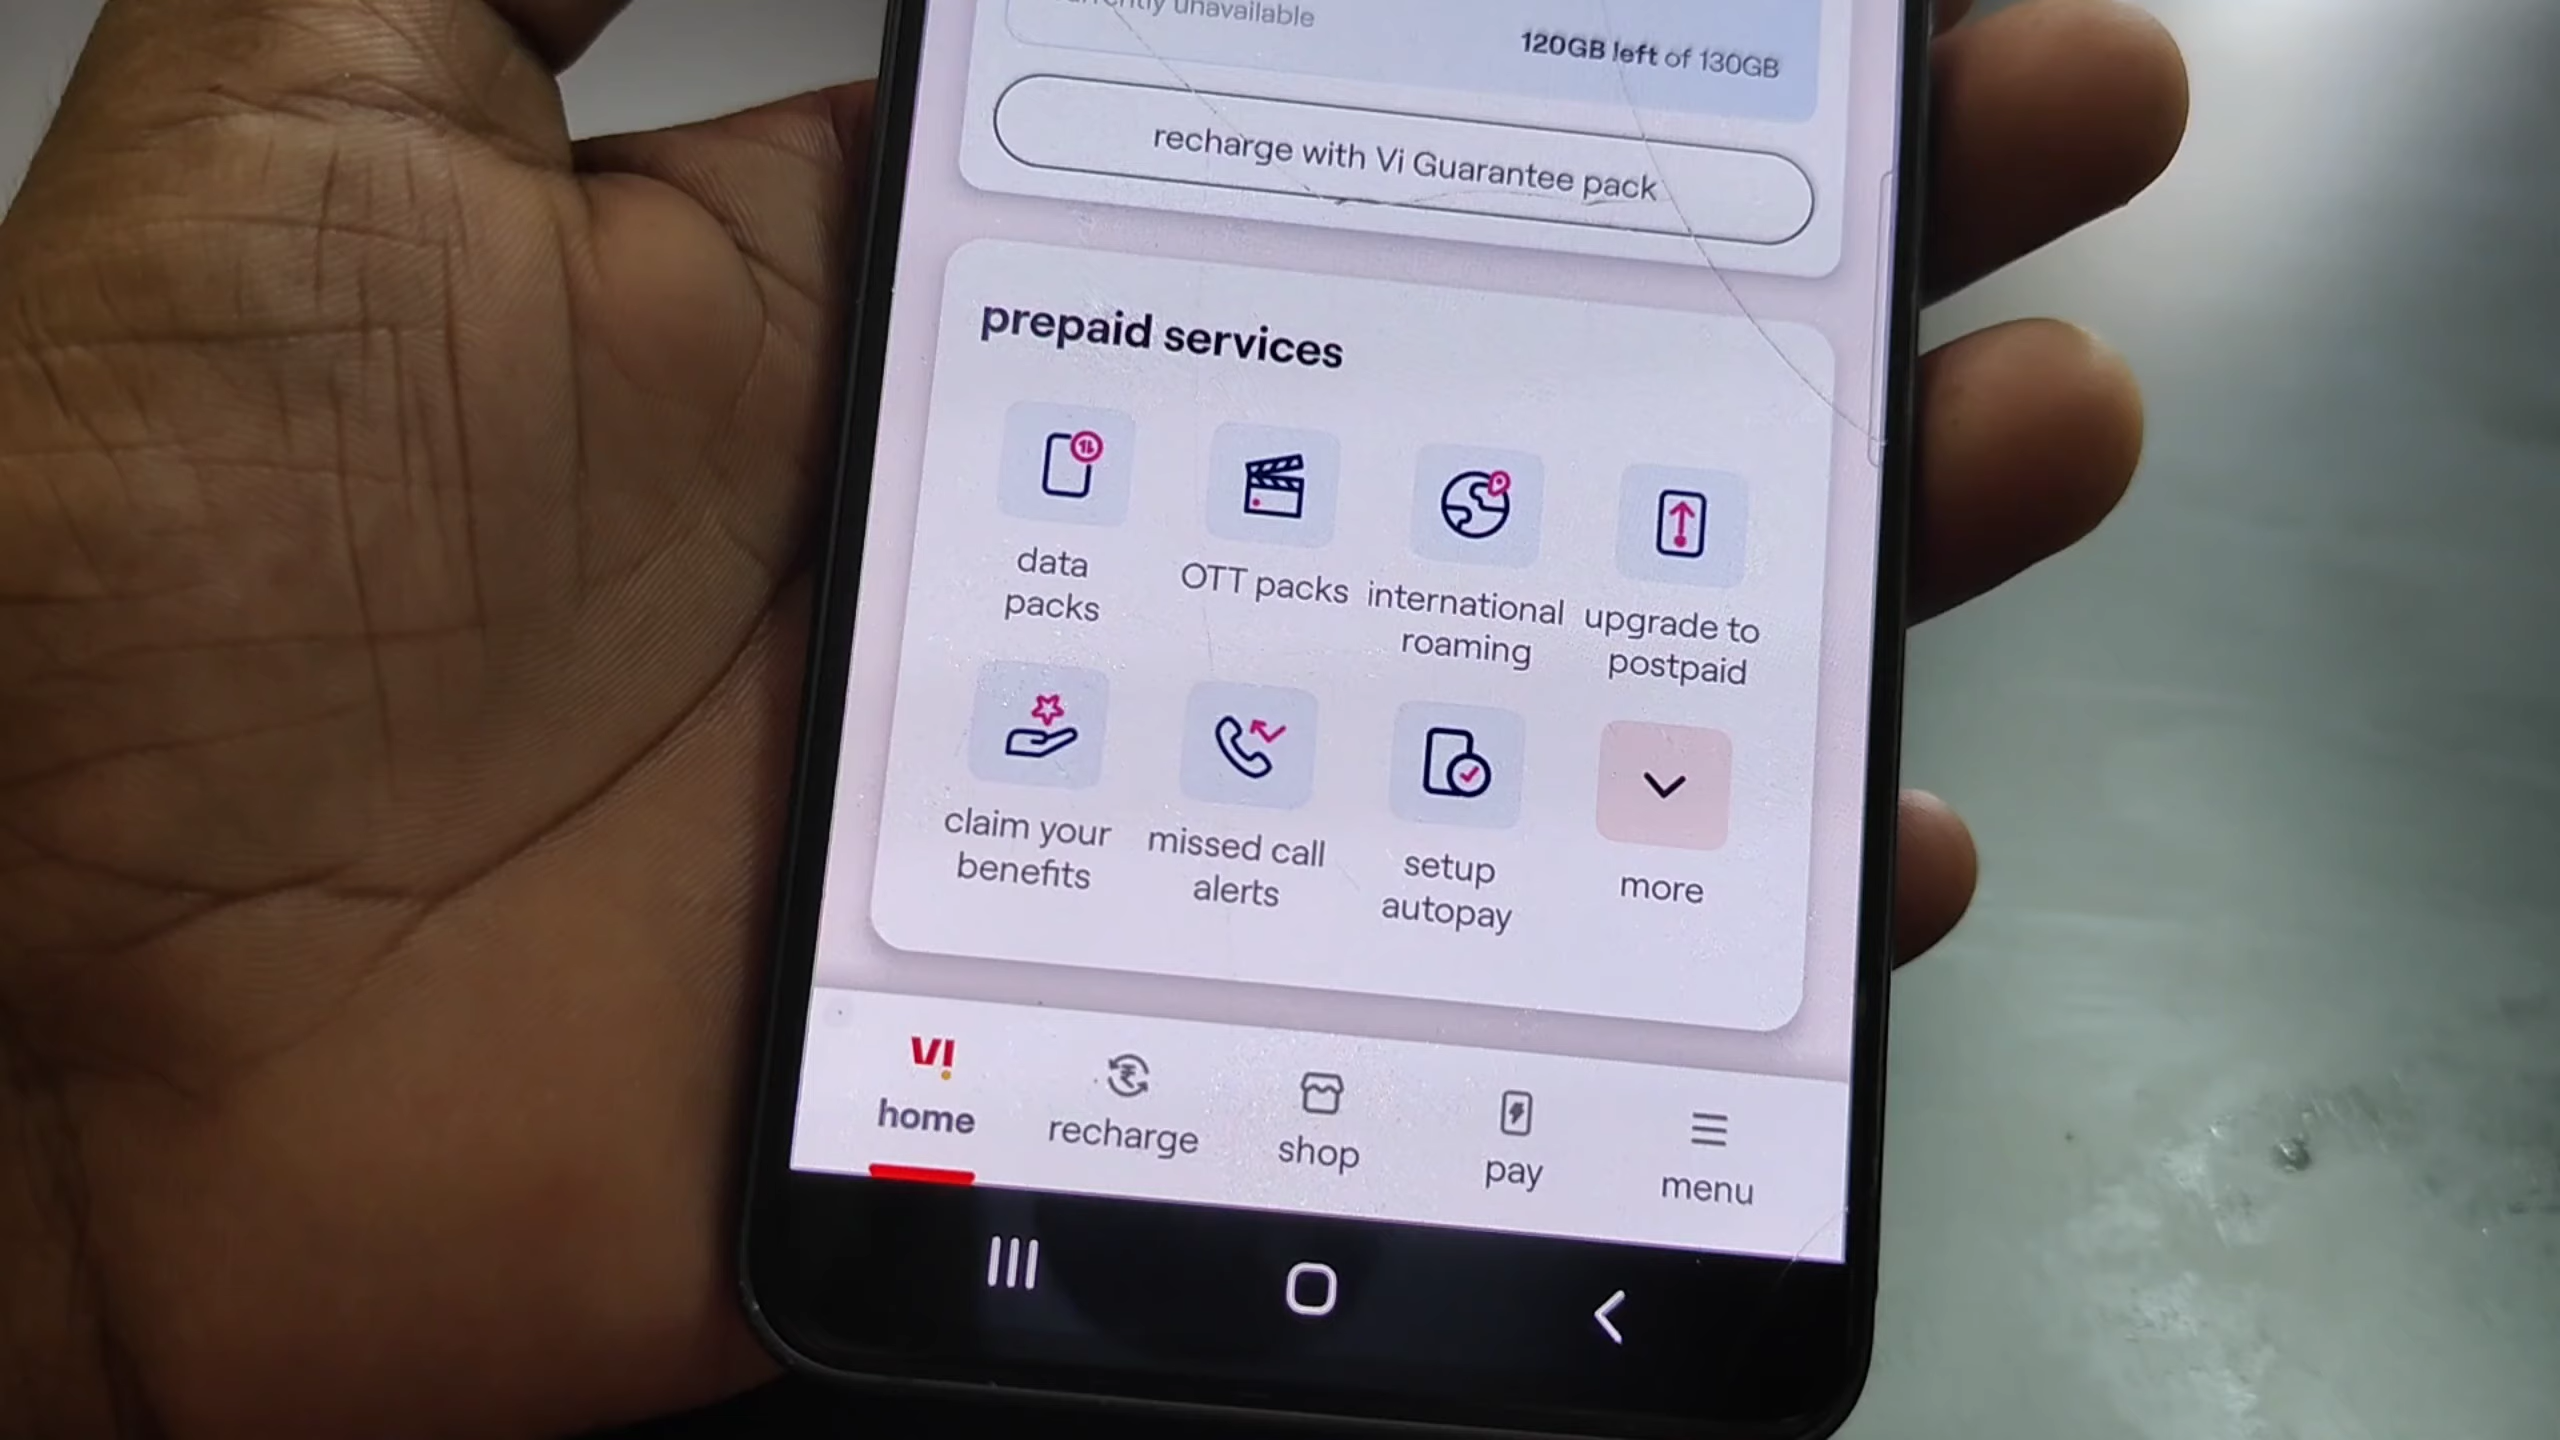 unavailable
120GB left of 130GB
recharge with Vi Guarantee pack
prepaid services
data
packs
OTT packs
international
roaming
upgrade to
postpaid
claim your
benefits
missed call
alerts
setup
autopay
more
VI
home
recharge
shop
pay
menu